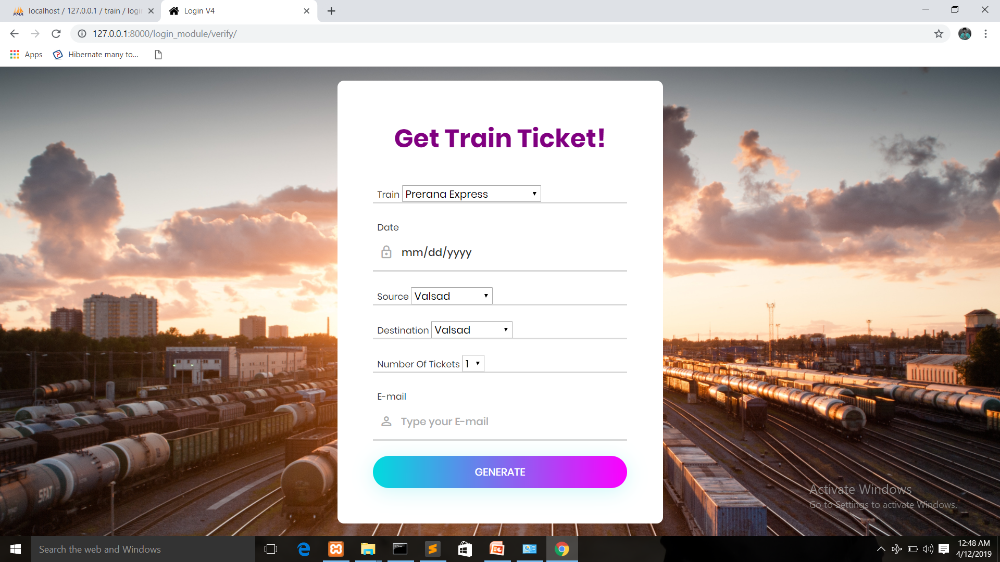 localhost / 127.0.0.1 / train / login
Login V4
127.0.0.1:8000/login_module/verify/
Apps
Hibernate many to...
Get Train Ticket!
Train Prerana Express
Date
mm/dd/yyyy
Source Valsad
Destination Valsad
Number Of Tickets 1
E-mail
Type your E-mail
GENERATE
SFAT
Activate Windows
Go to Settings to activate Windows.
Search the web and Windows
12:48 AM
4/12/2019